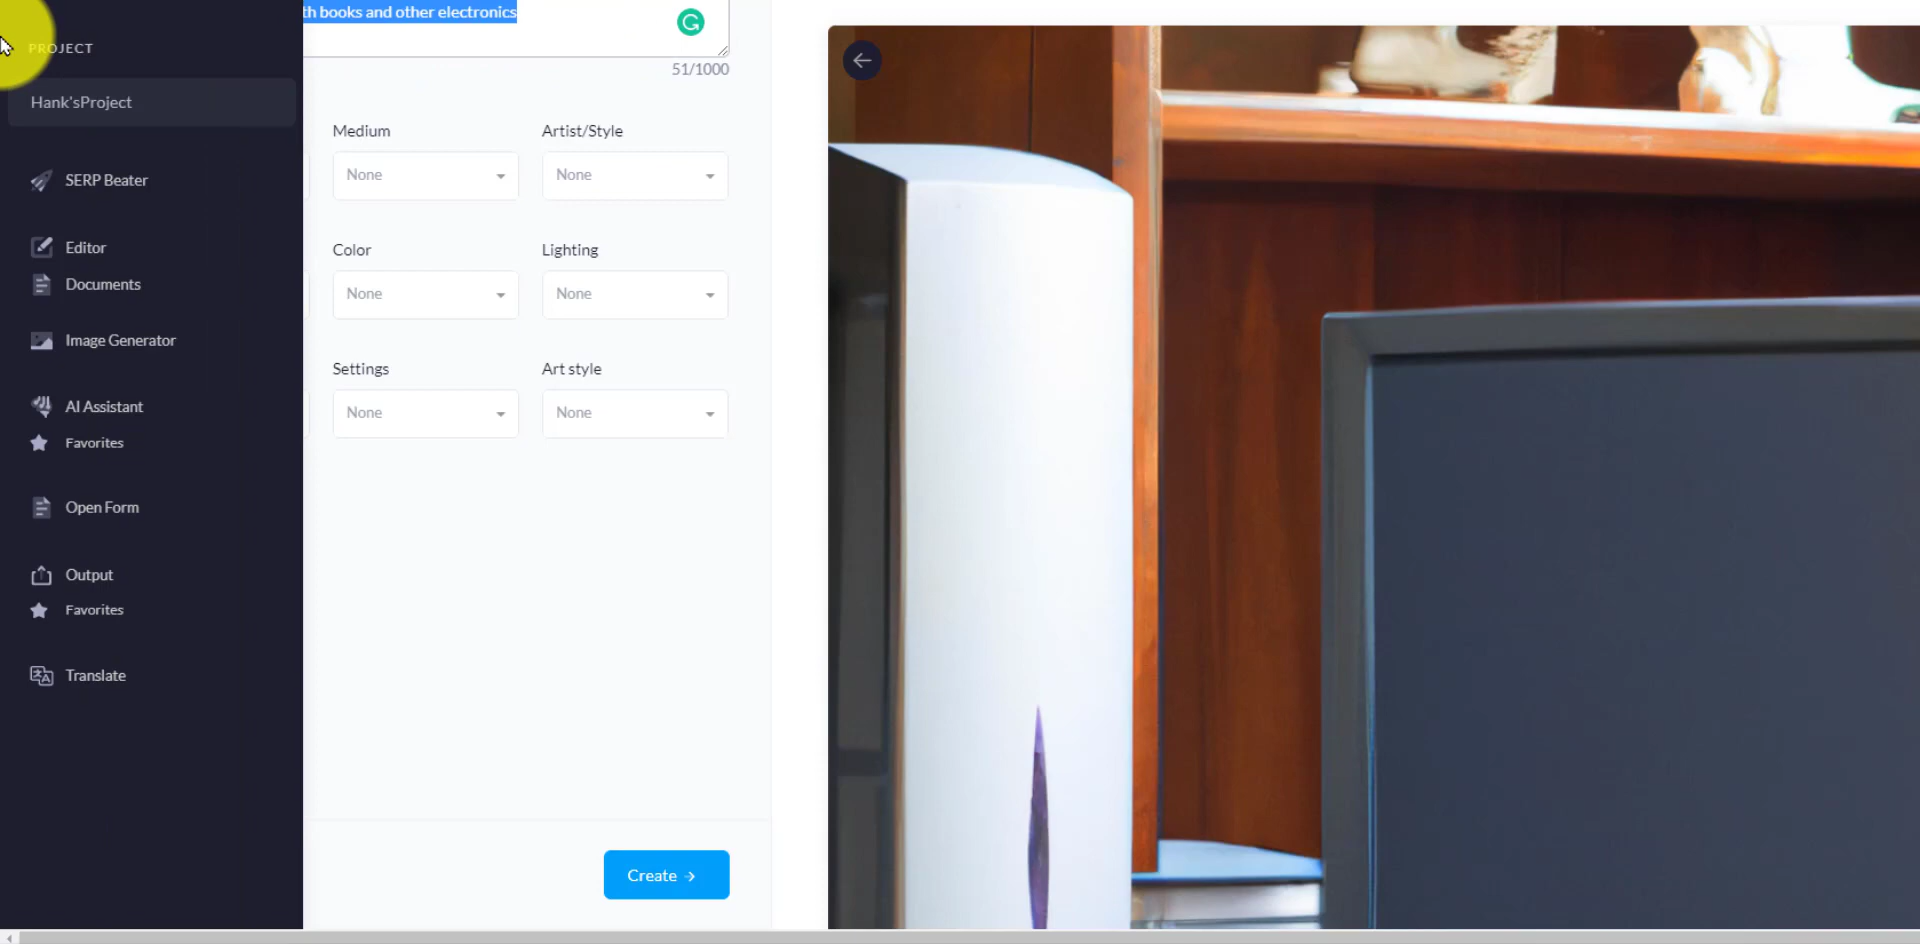 th books and other electronics
51/1000
PROJECT
Hank'sProject
SERP Beater
Editor
Documents
Image Generator
AI Assistant
Favorites
Open Form
Output
Favorites
Translate
Medium
Artist/Style
None
None
Color
Lighting
None
None
Settings
Art style
None
None
Create →